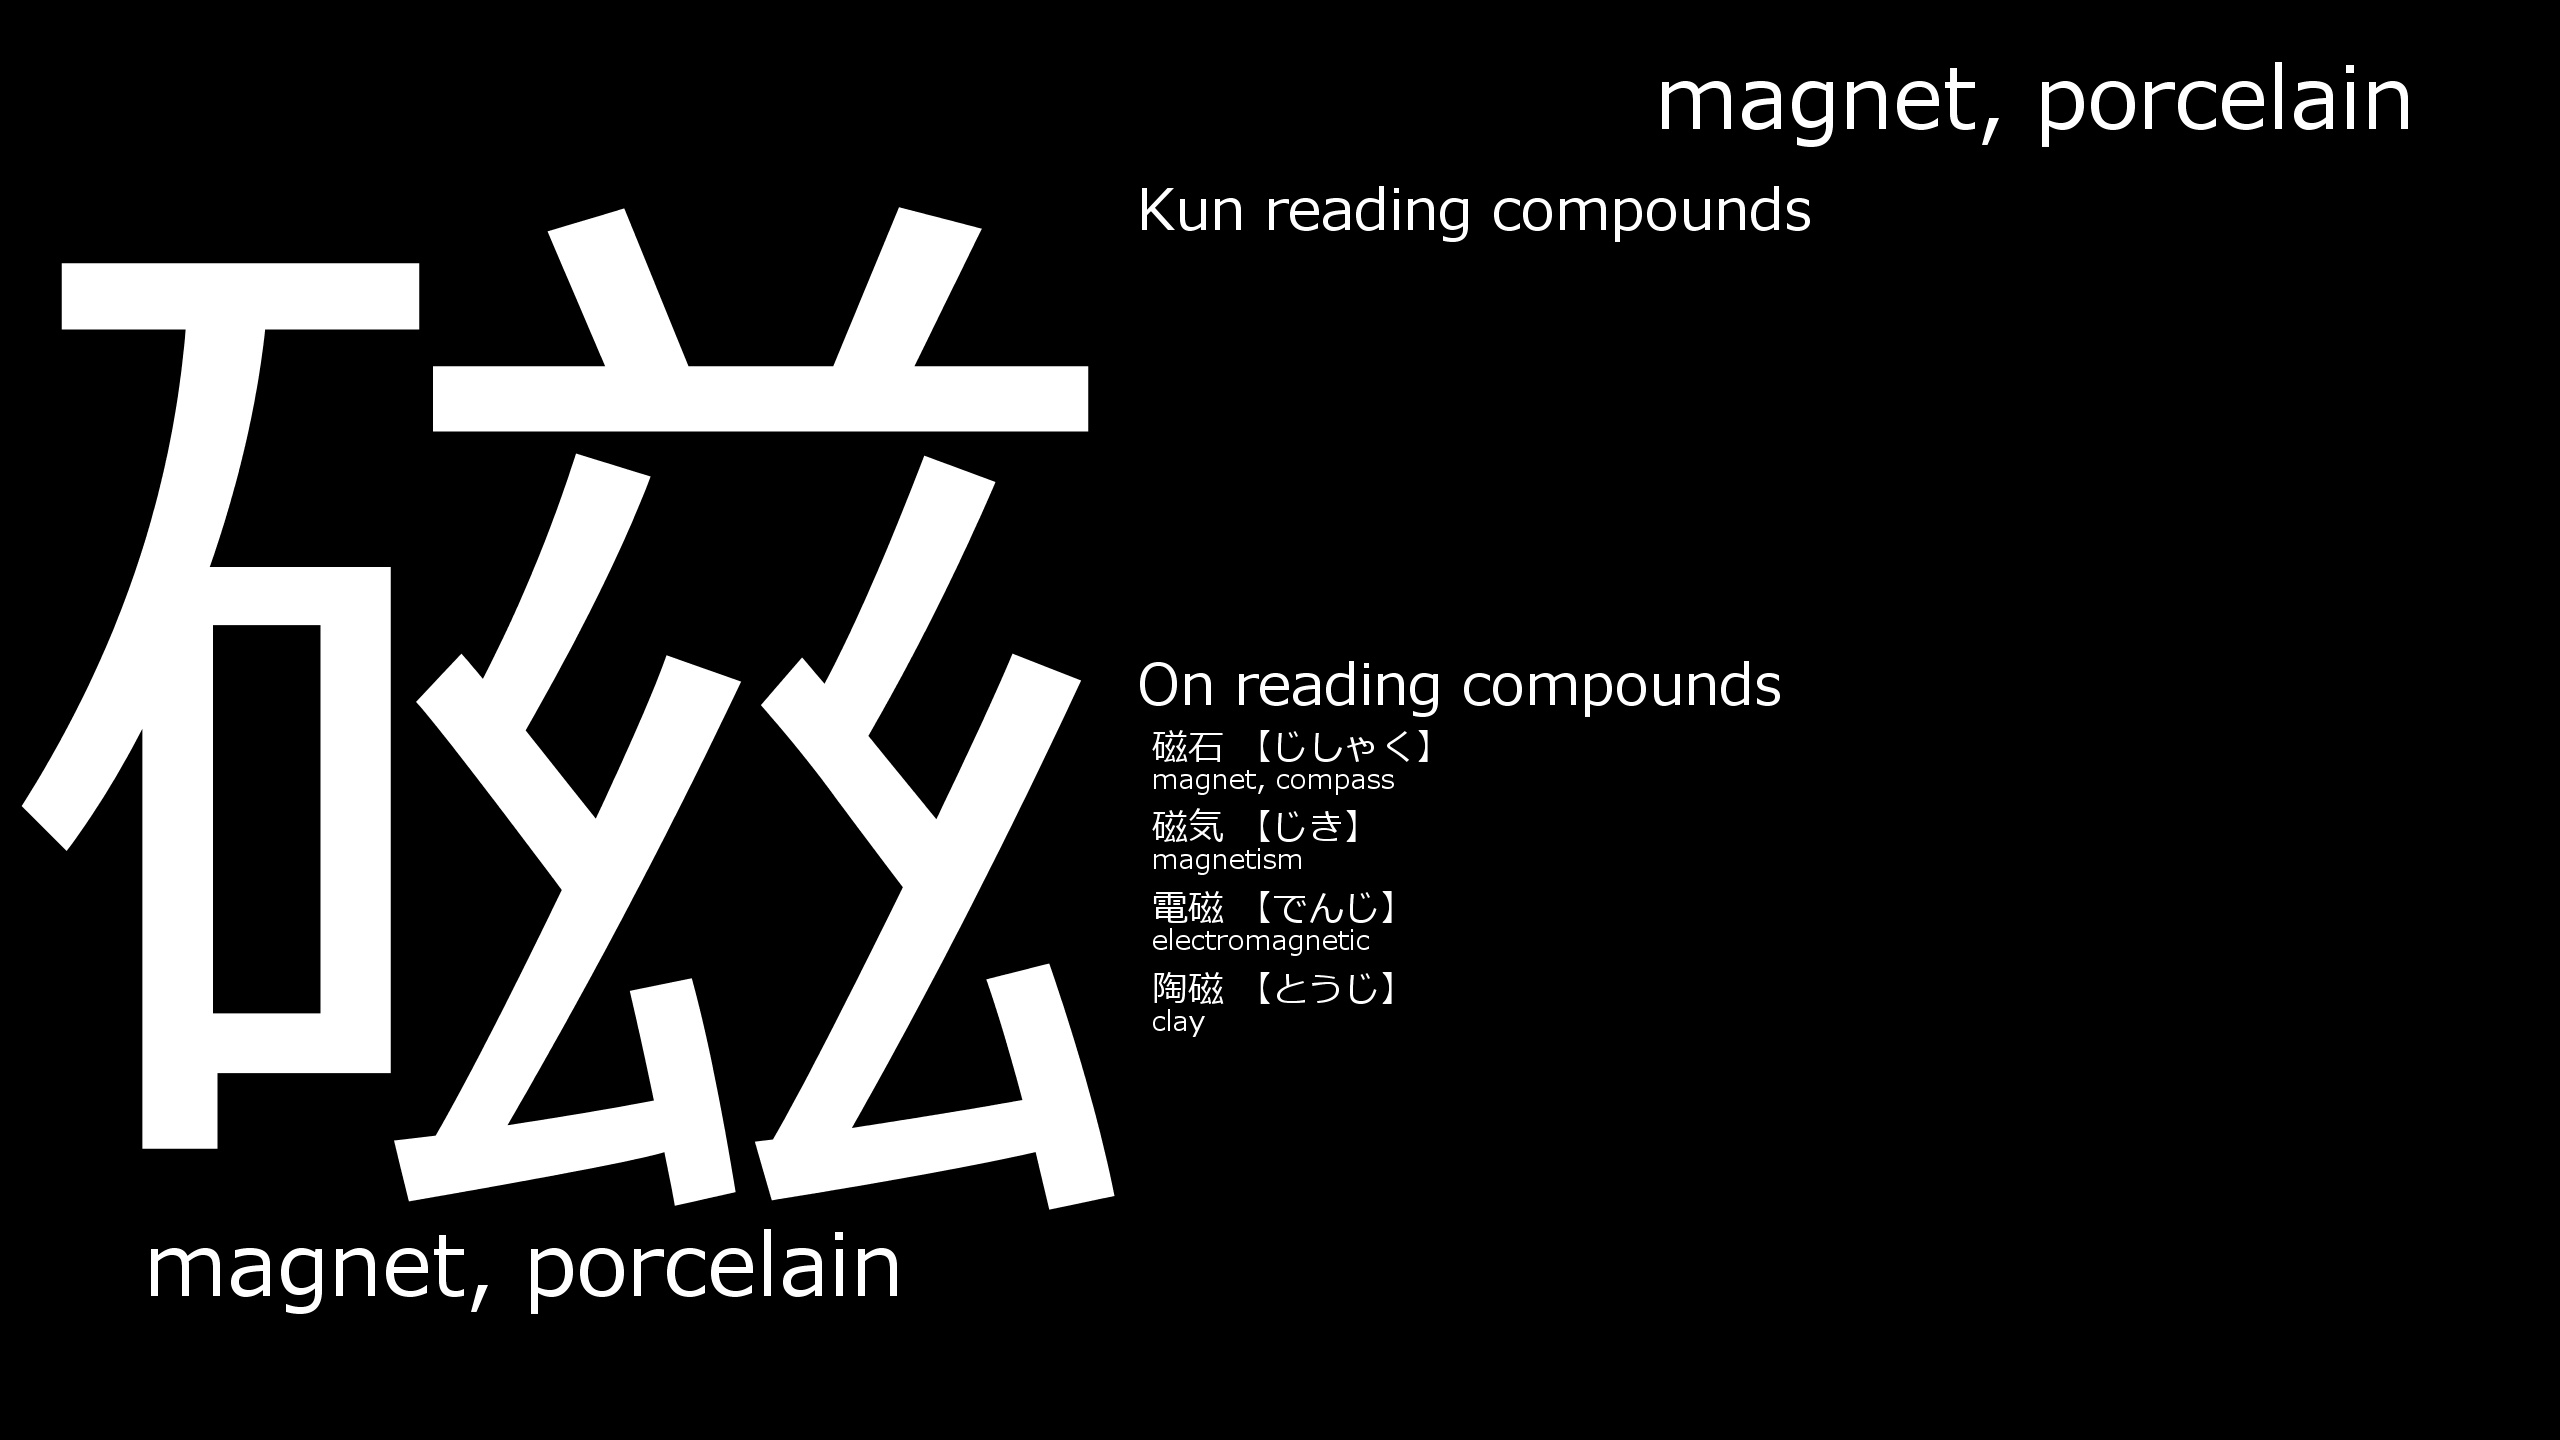 磁
magnet, porcelain
magnet, porcelain
Kun reading compounds
On reading compounds
磁石 【じしゃく】
magnet, compass
磁気 【じき】
magnetism
電磁 【でんじ】
electromagnetic
陶磁 【とうじ】
clay